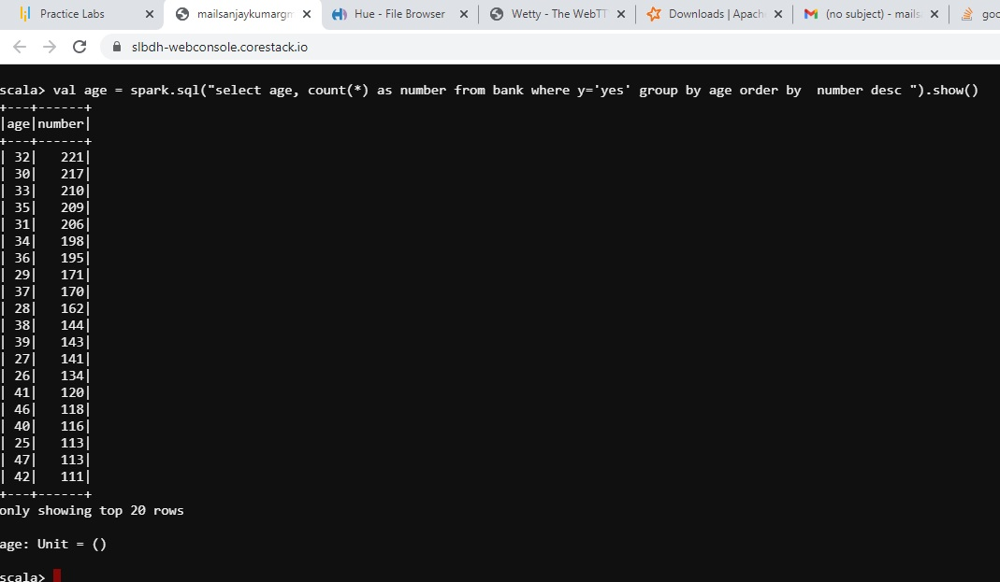 Practice Labs
mailsanjaykumargm
Hue - File Browser
Wetty - The WebTT
Downloads | Apach
(no subject) - mails
goo
slbdh-webconsole.corestack.io
scala> val age = spark.sql("select age, count(*) as number from bank where y='yes' group by age order by  number desc ").show()
+---+------+
|age|number|
+---+------+
| 32|   221|
| 30|   217|
| 33|   210|
| 35|   209|
| 31|   206|
| 34|   198|
| 36|   195|
| 29|   171|
| 37|   170|
| 28|   162|
| 38|   144|
| 39|   143|
| 27|   141|
| 26|   134|
| 41|   120|
| 46|   118|
| 40|   116|
| 25|   113|
| 47|   113|
| 42|   111|
+---+------+
only showing top 20 rows
age: Unit = ()
scala>